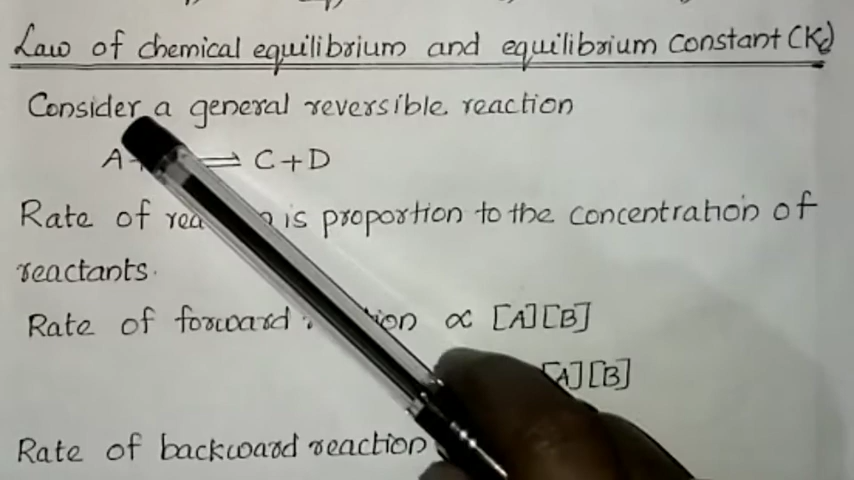 Law of chemical equilibrium and equilibrium constant (Kc)
Consider a general reversible reaction
A+ ⇌ C+D
Rate of is proportion to the concentration of
reactants.
Rate of forward ∝ [A][B]
[A][B]
Rate of backward reaction